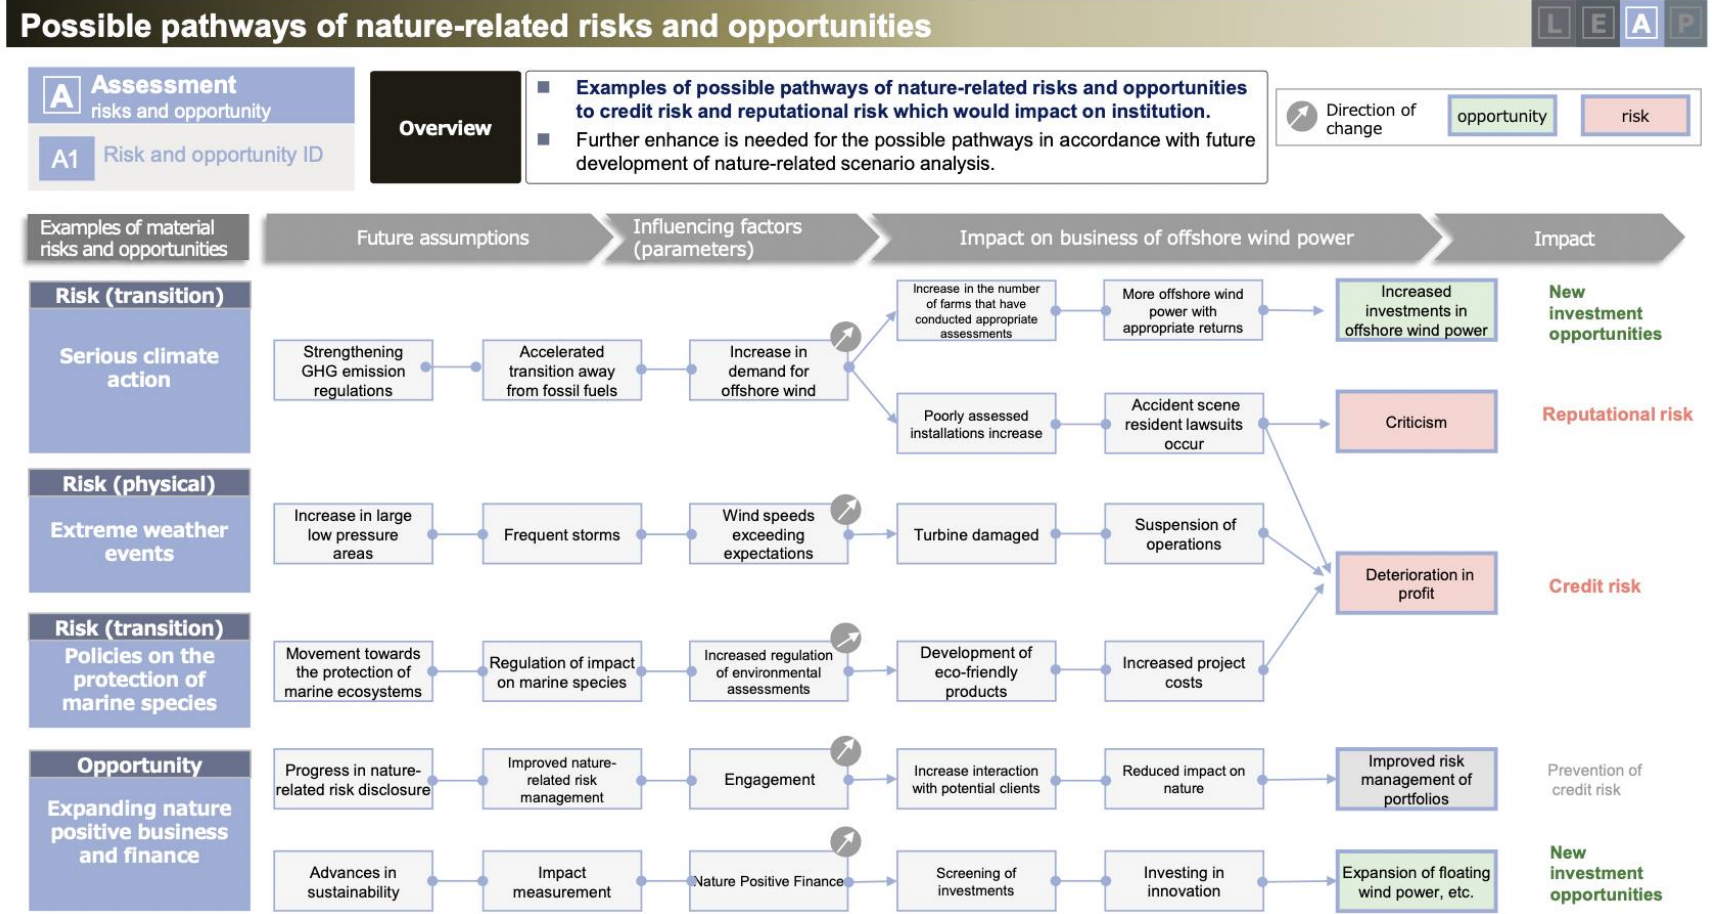 Possible pathways of nature-related risks and opportunities
L E A P
A
Assessment
risks and opportunity
A1
Risk and opportunity ID
Overview
Examples of possible pathways of nature-related risks and opportunities
to credit risk and reputational risk which would impact on institution.
Further enhance is needed for the possible pathways in accordance with future
development of nature-related scenario analysis.
Direction of
change
opportunity
risk
Examples of material
risks and opportunities
Future assumptions
Influencing factors
(parameters)
Impact on business of offshore wind power
Impact
Risk (transition)
Serious climate
action
Strengthening
GHG emission
regulations
Accelerated
transition away
from fossil fuels
Increase in
demand for
offshore wind
Increase in the number
of farms that have
conducted appropriate
assessments
More offshore wind
power with
appropriate returns
Increased
investments in
offshore wind power
New
investment
opportunities
Poorly assessed
installations increase
Accident scene
resident lawsuits
occur
Criticism
Reputational risk
Risk (physical)
Extreme weather
events
Increase in large
low pressure
areas
Frequent storms
Wind speeds
exceeding
expectations
Turbine damaged
Suspension of
operations
Deterioration in
profit
Credit risk
Risk (transition)
Policies on the
protection of
marine species
Movement towards
the protection of
marine ecosystems
Regulation of impact
on marine species
Increased regulation
of environmental
assessments
Development of
eco-friendly
products
Increased project
costs
Opportunity
Expanding nature
positive business
and finance
Progress in nature-
related risk disclosure
Improved nature-
related risk
management
Engagement
Increase interaction
with potential clients
Reduced impact on
nature
Improved risk
management of
portfolios
Prevention of
credit risk
Advances in
sustainability
Impact
measurement
Nature Positive Finance
Screening of
investments
Investing in
innovation
Expansion of floating
wind power, etc.
New
investment
opportunities